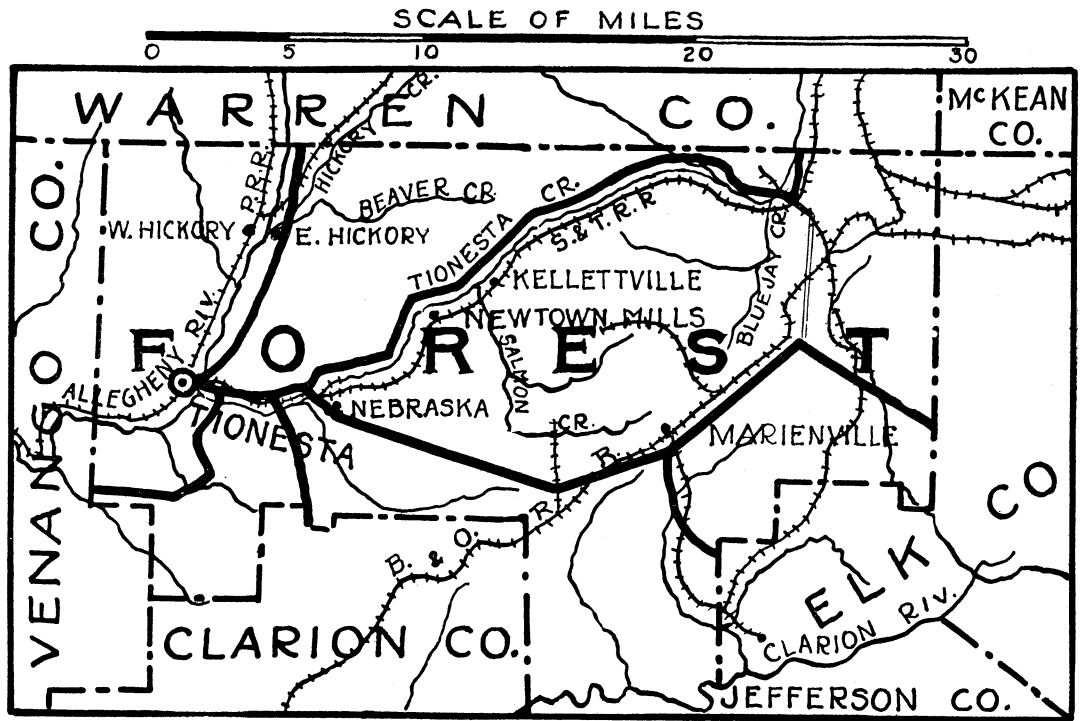 SCALE OF MILES
0 5 10 20 30
WARREN CO.
McKEAN
CO.
VENANGO CO.
P.R.R.
HICKORY CR.
BEAVER CR.
W. HICKORY
E. HICKORY
TIONESTA CR.
S. & T. R. R
KELLETTVILLE
NEWTOWN MILLS
BLUE JAY CR.
FOREST
ALLEGHENY RIV.
SALMON CR.
TIONESTA
NEBRASKA
MARIENVILLE
B. & O. R. R.
ELK CO
CLARION RIV.
CLARION CO.
JEFFERSON CO.